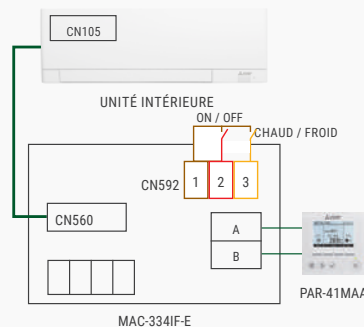 CN105
UNITÉ INTÉRIEURE
ON / OFF
CHAUD / FROID
CN592
1
2
3
CN560
A
B
PAR-41MAA
MAC-334IF-E